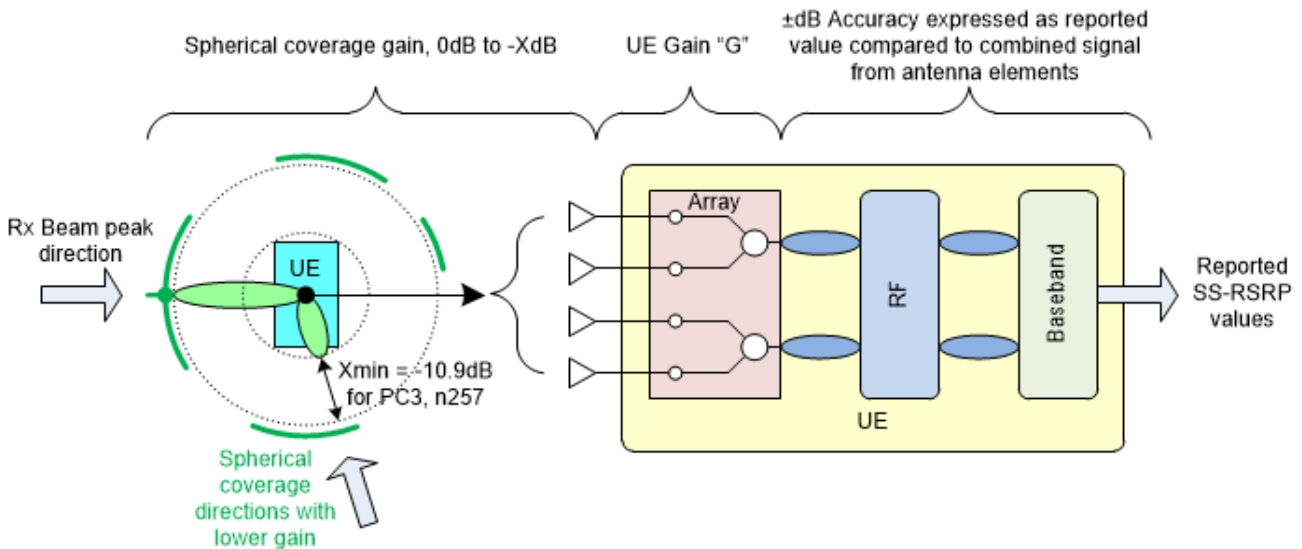 Spherical coverage gain, 0dB to -XdB
UE Gain “G”
±dB Accuracy expressed as reported
value compared to combined signal
from antenna elements
Rx Beam peak
direction
UE
Xmin = -10.9dB
for PC3, n257
Spherical
coverage
directions with
lower gain
Array
RF
Baseband
UE
Reported
SS-RSRP
values